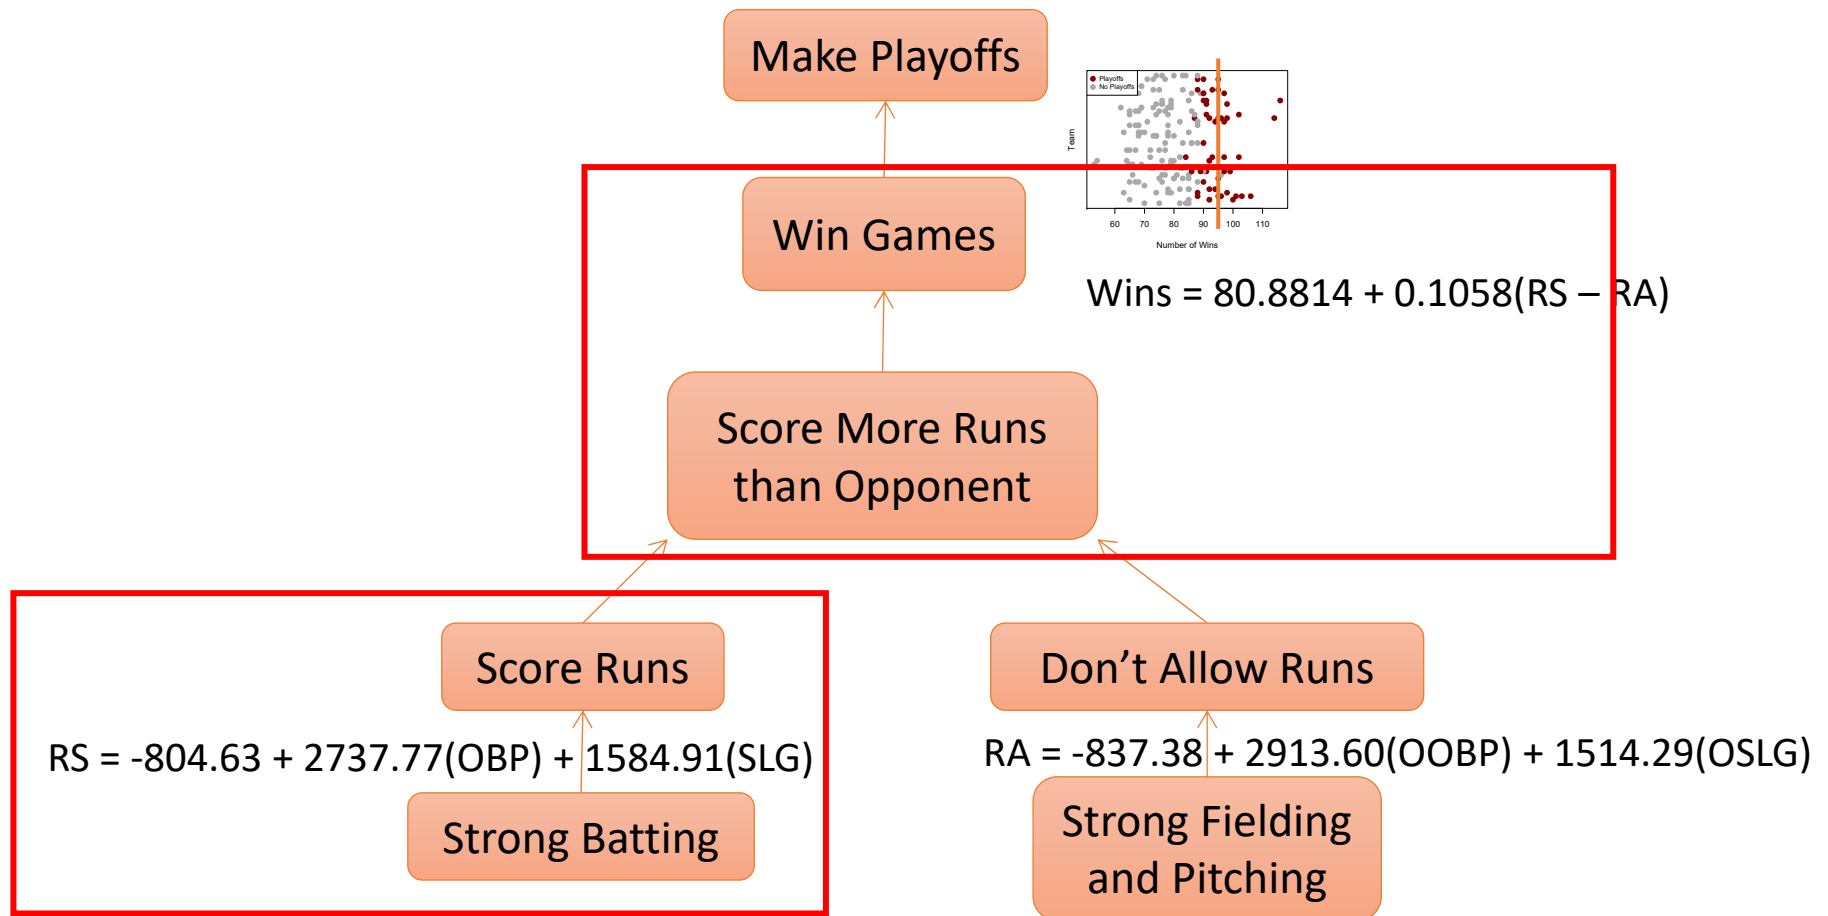 Make Playoffs
Playoffs
No Playoffs
Team
60 70 80 90 100 110
Number of Wins
Win Games
Wins = 80.8814 + 0.1058(RS – RA)
Score More Runs
than Opponent
Score Runs
Don’t Allow Runs
RS = -804.63 + 2737.77(OBP) + 1584.91(SLG)
RA = -837.38 + 2913.60(OOBP) + 1514.29(OSLG)
Strong Batting
Strong Fielding
and Pitching